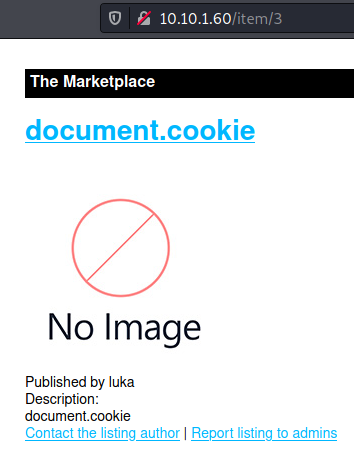 10.10.1.60/item/3
The Marketplace
document.cookie
No Image
Published by luka
Description:
document.cookie
Contact the listing author | Report listing to admins